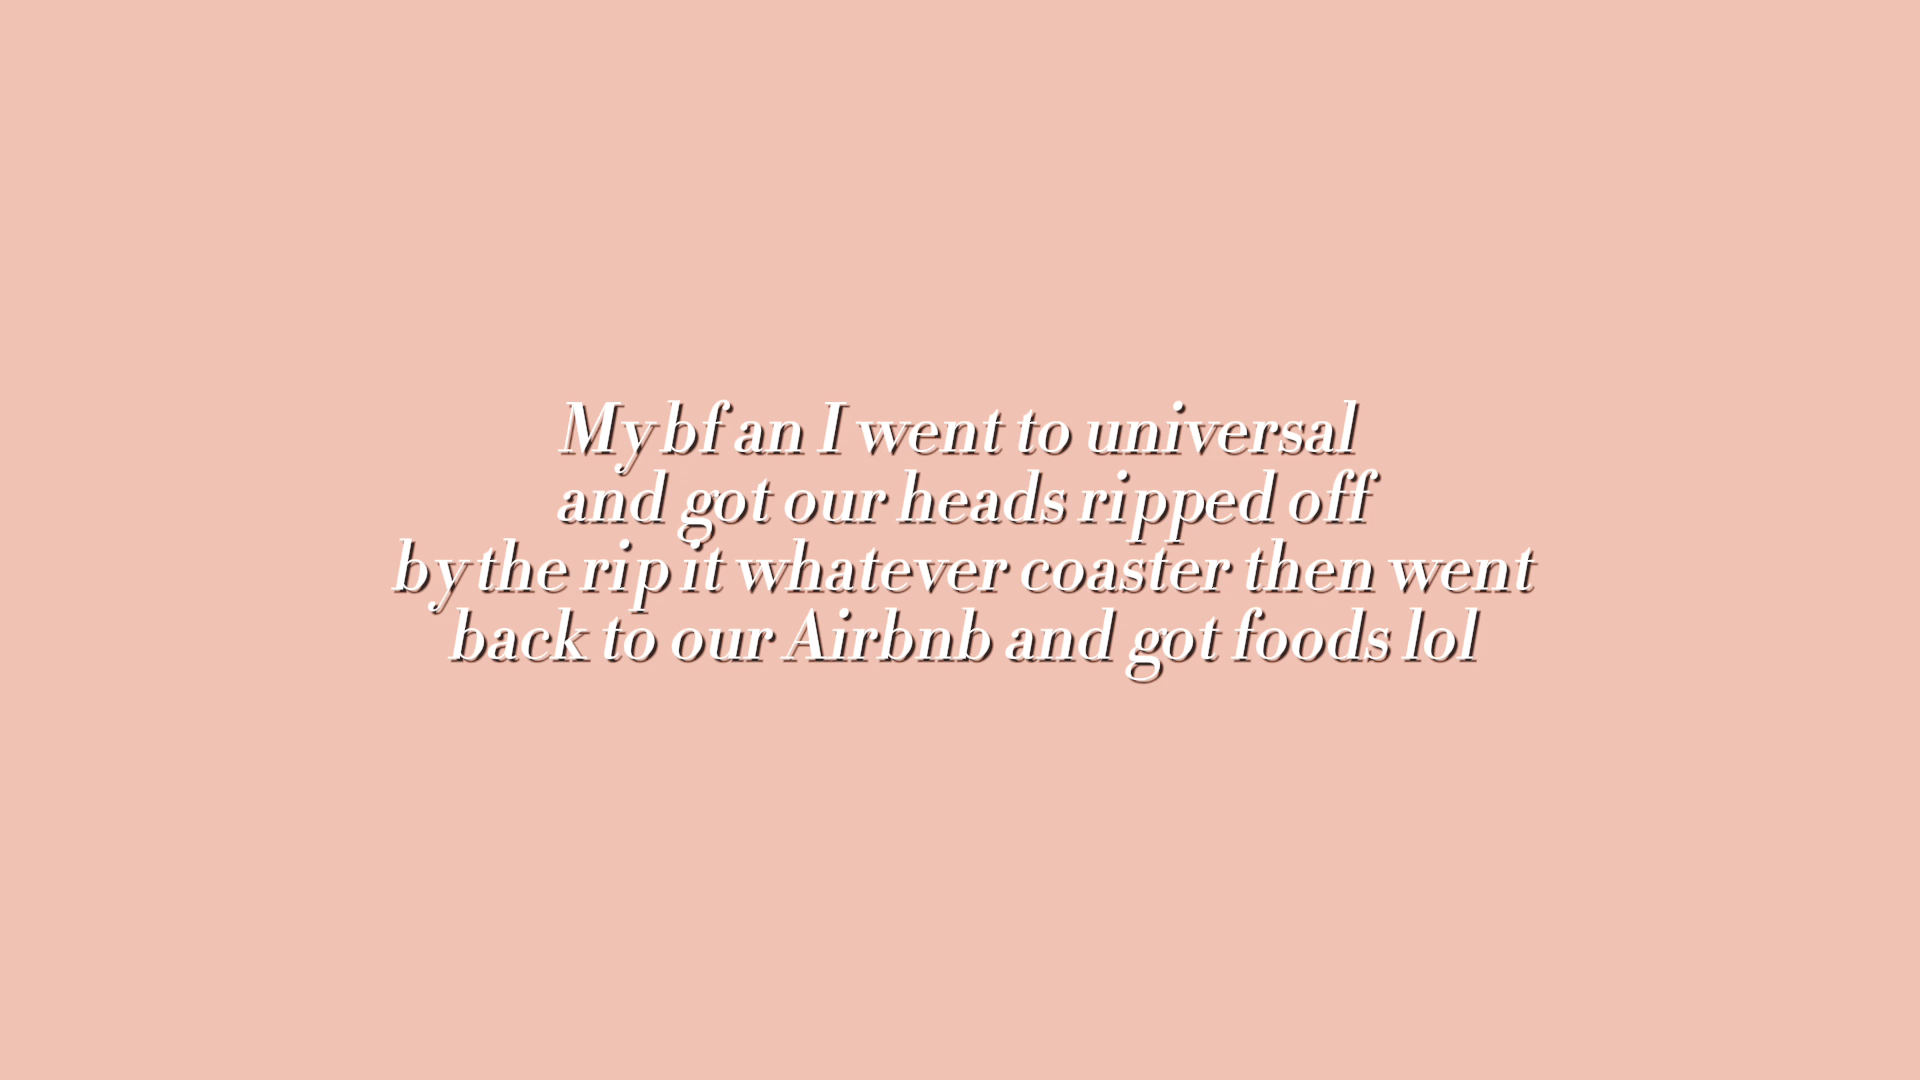 My bf an I went to universal
and got our heads ripped off
by the rip it whatever coaster then went
back to our Airbnb and got foods lol